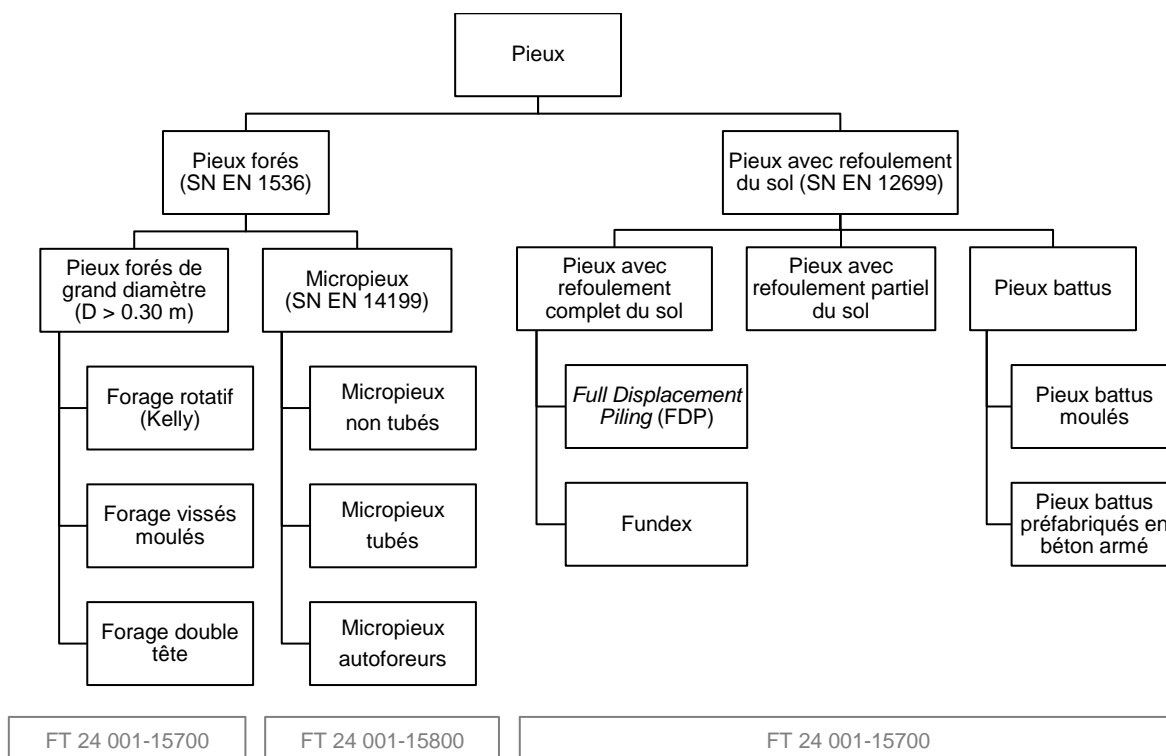 Pieux
Pieux forés
(SN EN 1536)
Pieux avec refoulement
du sol (SN EN 12699)
Pieux forés de
grand diamètre
(D > 0.30 m)
Micropieux
(SN EN 14199)
Pieux avec
refoulement
complet du sol
Pieux avec
refoulement partiel
du sol
Pieux battus
Forage rotatif
(Kelly)
Micropieux
non tubés
Full Displacement
Piling (FDP)
Pieux battus
moulés
Forage vissés
moulés
Micropieux
tubés
Fundex
Pieux battus
préfabriqués en
béton armé
Forage double
tête
Micropieux
autoforeurs
FT 24 001-15700
FT 24 001-15800
FT 24 001-15700